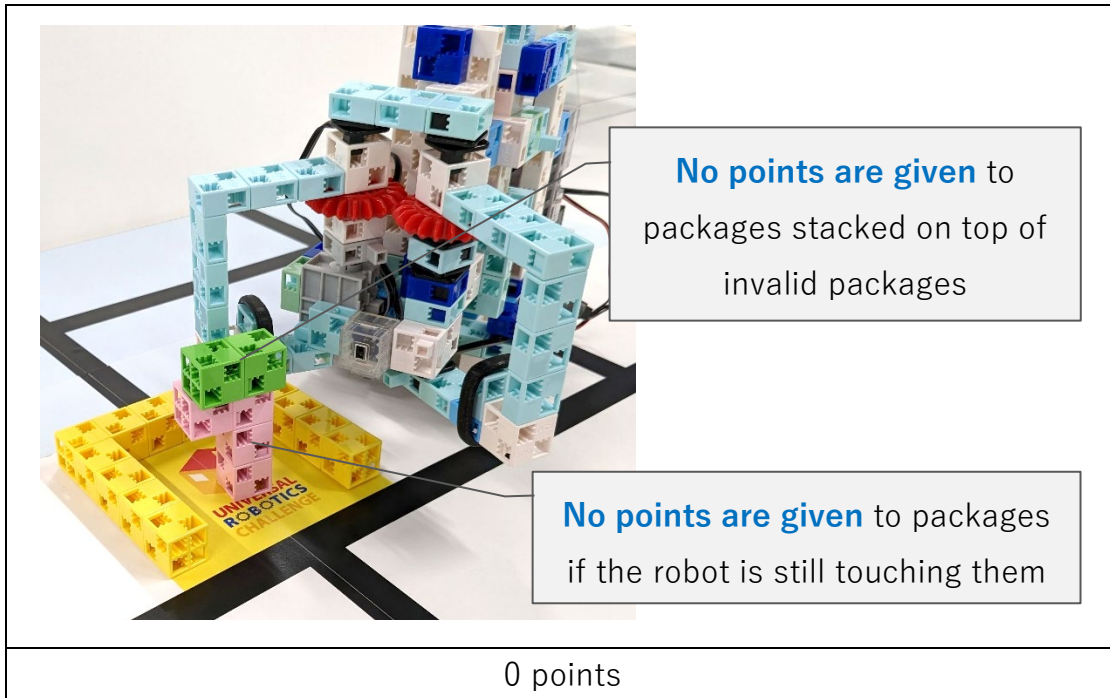 No points are given to
packages stacked on top of
invalid packages
UNIVERSAL
ROBOTICS
CHALLENGE
No points are given to packages
if the robot is still touching them
0 points